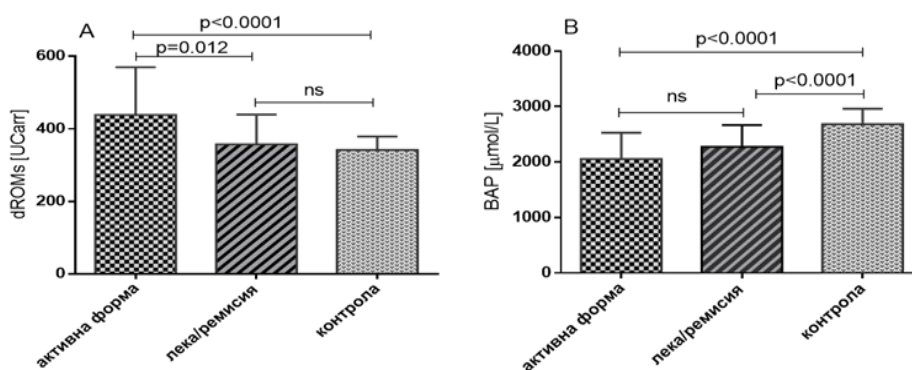 A
p<0.0001
p=0.012
ns
dROMs [UCarr]
600
400
200
0
активна форма
лека/ремисия
контрола
B
p<0.0001
p<0.0001
ns
BAP [µmol/L]
4000
3000
2000
1000
0
активна форма
лека/ремисия
контрола